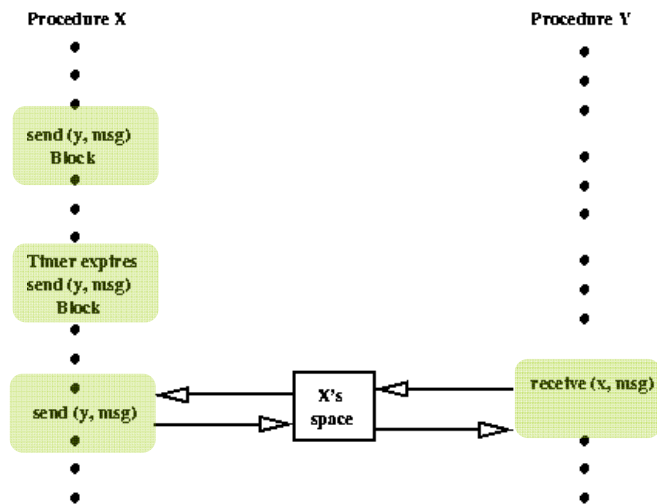 Procedure X
Procedure Y
send (y, msg)
Block
Timer expires
send (y, msg)
Block
send (y, msg)
X's
space
receive (x, msg)